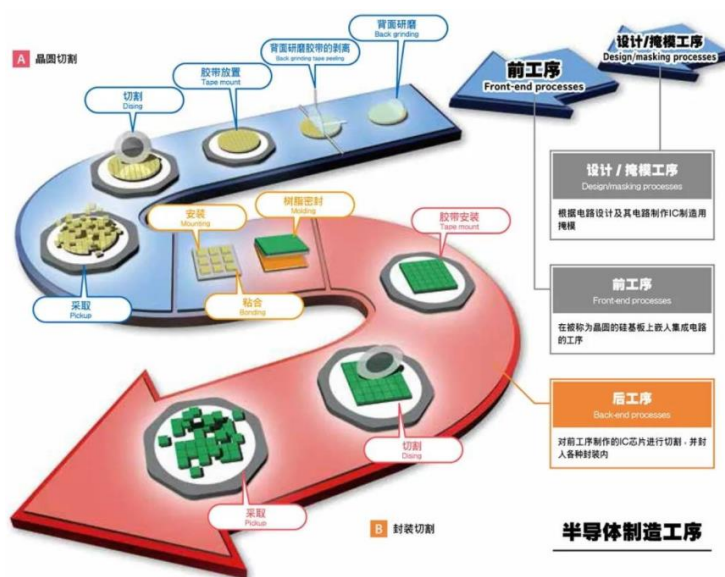 A 晶圆切割
背面研磨
Back grinding
背面研磨胶带的剥离
Back grinding tape peeling
胶带放置
Tape mount
切割
Dising
采取
Pickup
安装
Mounting
树脂密封
Molding
粘合
Bonding
胶带安装
Tape mount
切割
Dising
采取
Pickup
B 封装切割
前工序
Front-end processes
设计/掩模工序
Design/masking processes
设计 / 掩模工序
Design/masking processes
根据电路设计及其电路制作IC制造用
掩模
前工序
Front-end processes
在被称为晶圆的硅基板上嵌人集成电路
的工序
后工序
Back-end processes
对前工序制作的IC芯片进行切割，并封
人各种封装内
半导体制造工序